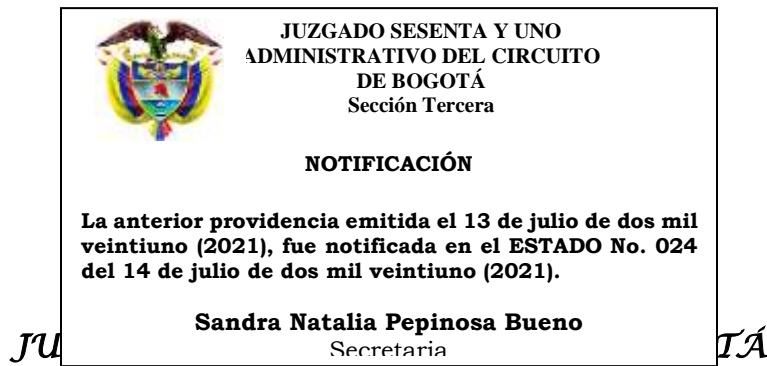 JUZGADO SESENTA Y UNO
ADMINISTRATIVO DEL CIRCUITO
DE BOGOTÁ
Sección Tercera
NOTIFICACIÓN
La anterior providencia emitida el 13 de julio de dos mil
veintiuno (2021), fue notificada en el ESTADO No. 024
del 14 de julio de dos mil veintiuno (2021).
Sandra Natalia Pepinosa Bueno
Secretaria
JU TÁ